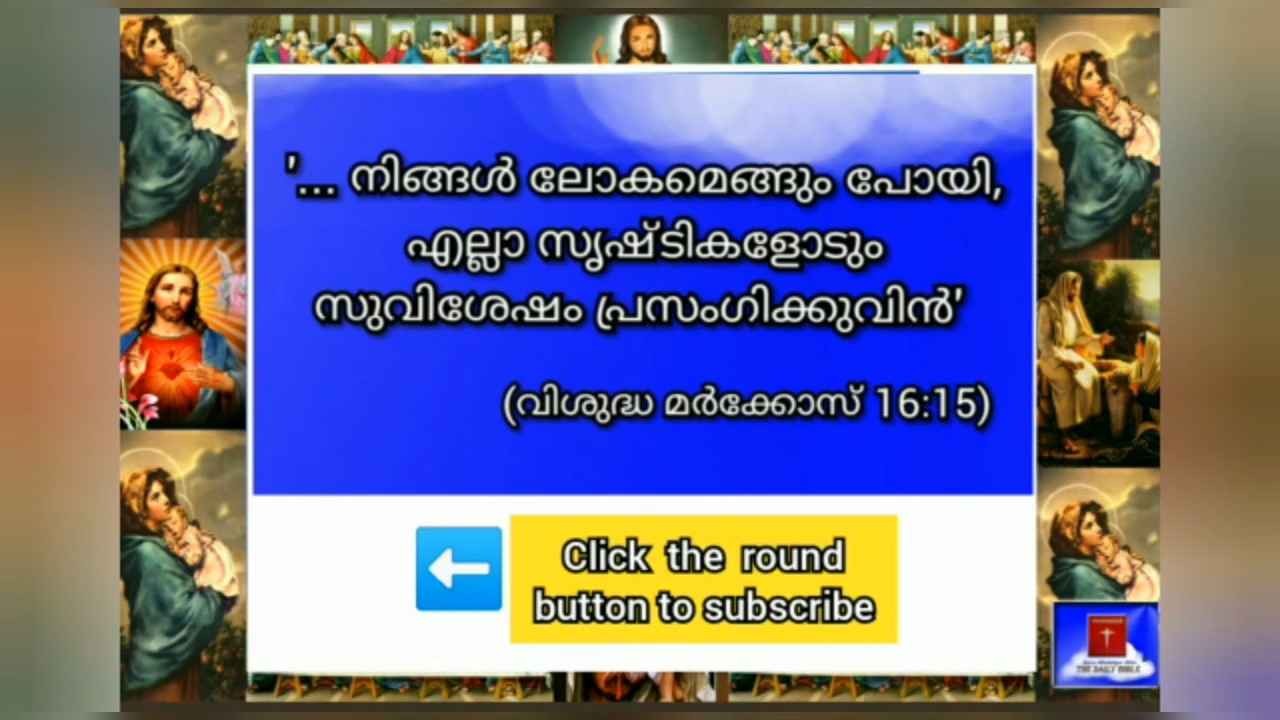 '... നിങ്ങൾ ലോകമെങ്ങും പോയി,
എല്ലാ സൃഷ്ടികളോടും
സുവിശേഷം പ്രസംഗിക്കുവിൻ'
(വിശുദ്ധ മർക്കോസ് 16:15)
Click the round
button to subscribe
THE DAILY BIBLE